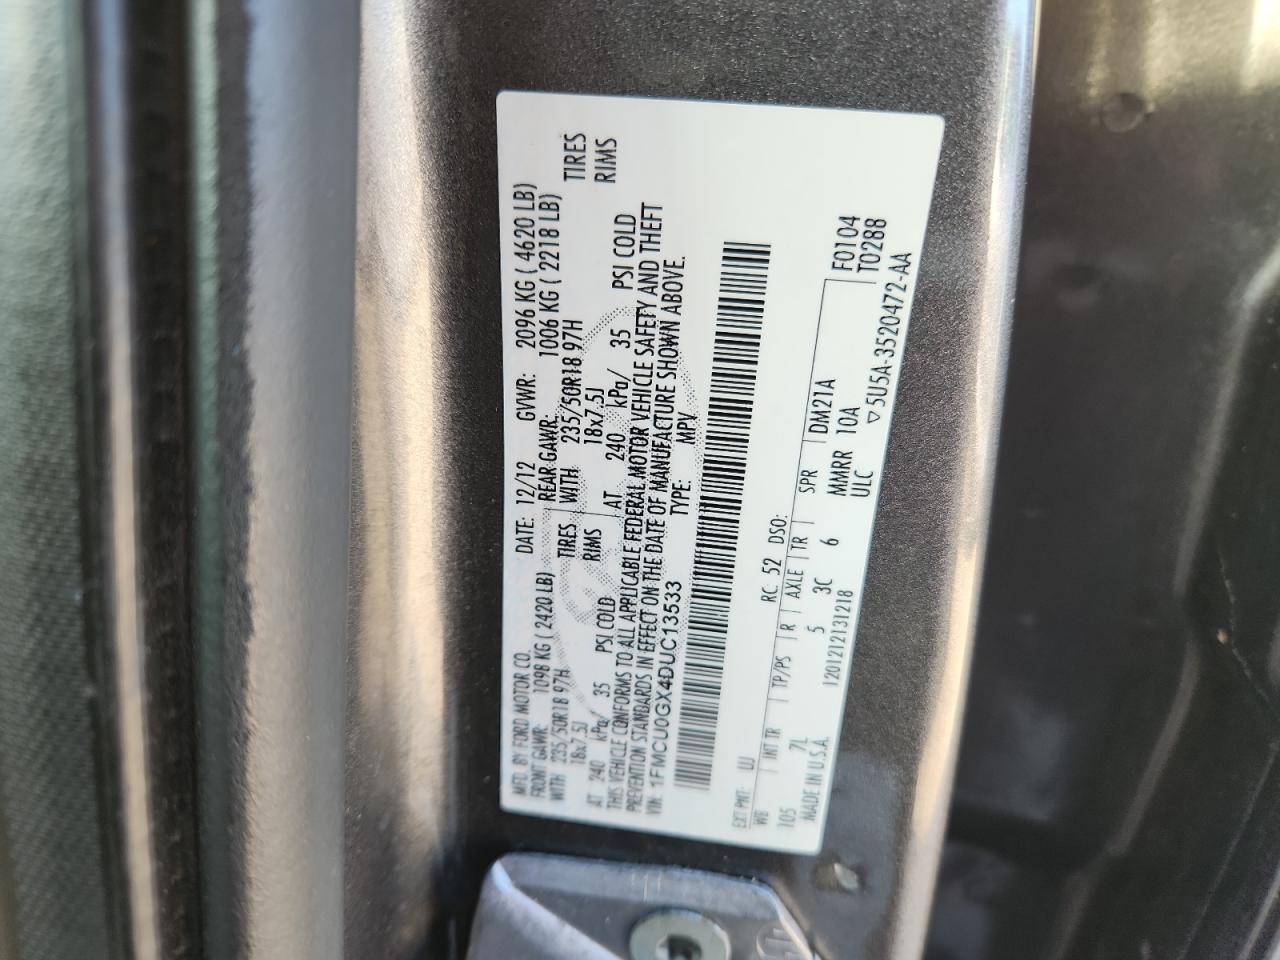 MFD. BY FORD MOTOR CO. DATE: 12/12 GVWR: 2096 KG ( 4620 LB)
FRONT GAWR: 1098 KG ( 2420 LB) REAR GAWR: 1006 KG ( 2218 LB)
WITH 235/50R18 97H TIRES WITH 235/50R18 97H TIRES
18x7.5J RIMS 18x7.5J RIMS
AT 240 kPa/ 35 PSI COLD AT 240 kPa/ 35 PSI COLD
THIS VEHICLE CONFORMS TO ALL APPLICABLE FEDERAL MOTOR VEHICLE SAFETY AND THEFT
PREVENTION STANDARDS IN EFFECT ON THE DATE OF MANUFACTURE SHOWN ABOVE.
VIN: 1FMCU0GX4DUC13533 TYPE: MPV
EXT PNT: UJ RC: 52 DSO:
WB INT TR TP/PS R AXLE TR SPR DM21A F0104
105 7L 5 3C 6 MMRR 10A T0288
MADE IN U.S.A. 120121213​1218 ULC ▽5U5A-3520472-AA